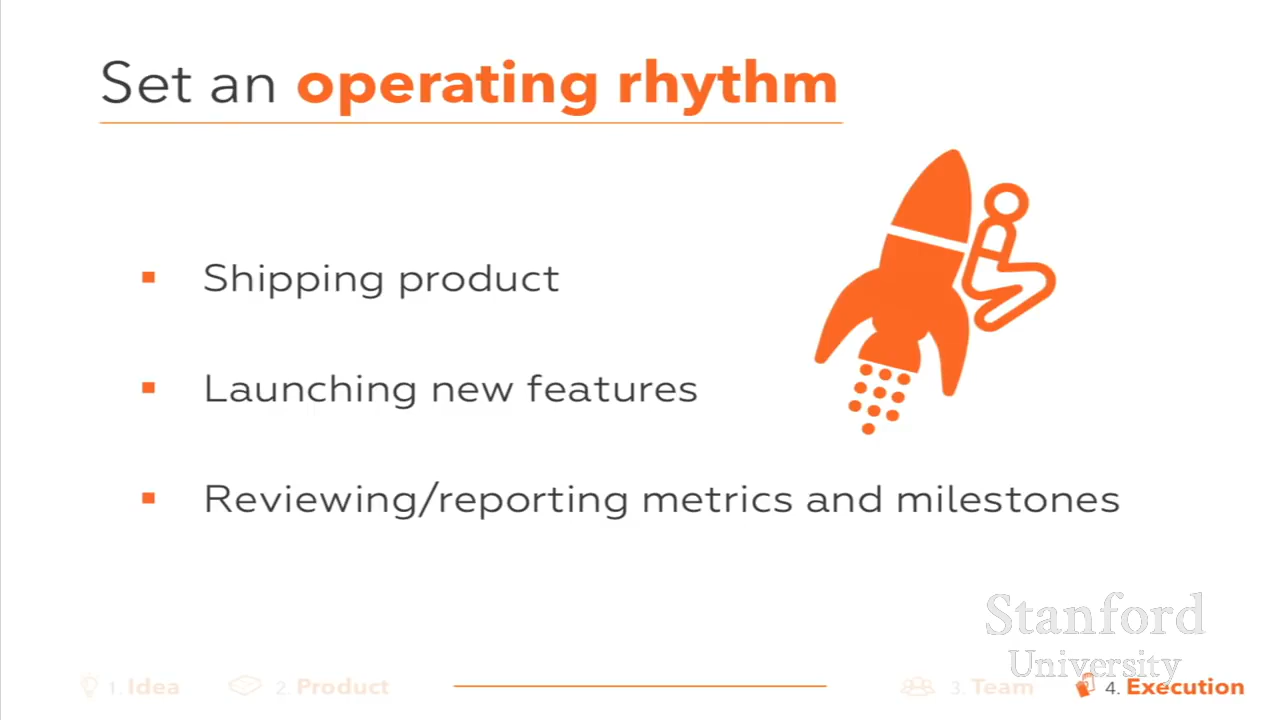 Set an operating rhythm
▪ Shipping product
▪ Launching new features
▪ Reviewing/reporting metrics and milestones
Stanford
University
1. Idea 2. Product 3. Team 4. Execution